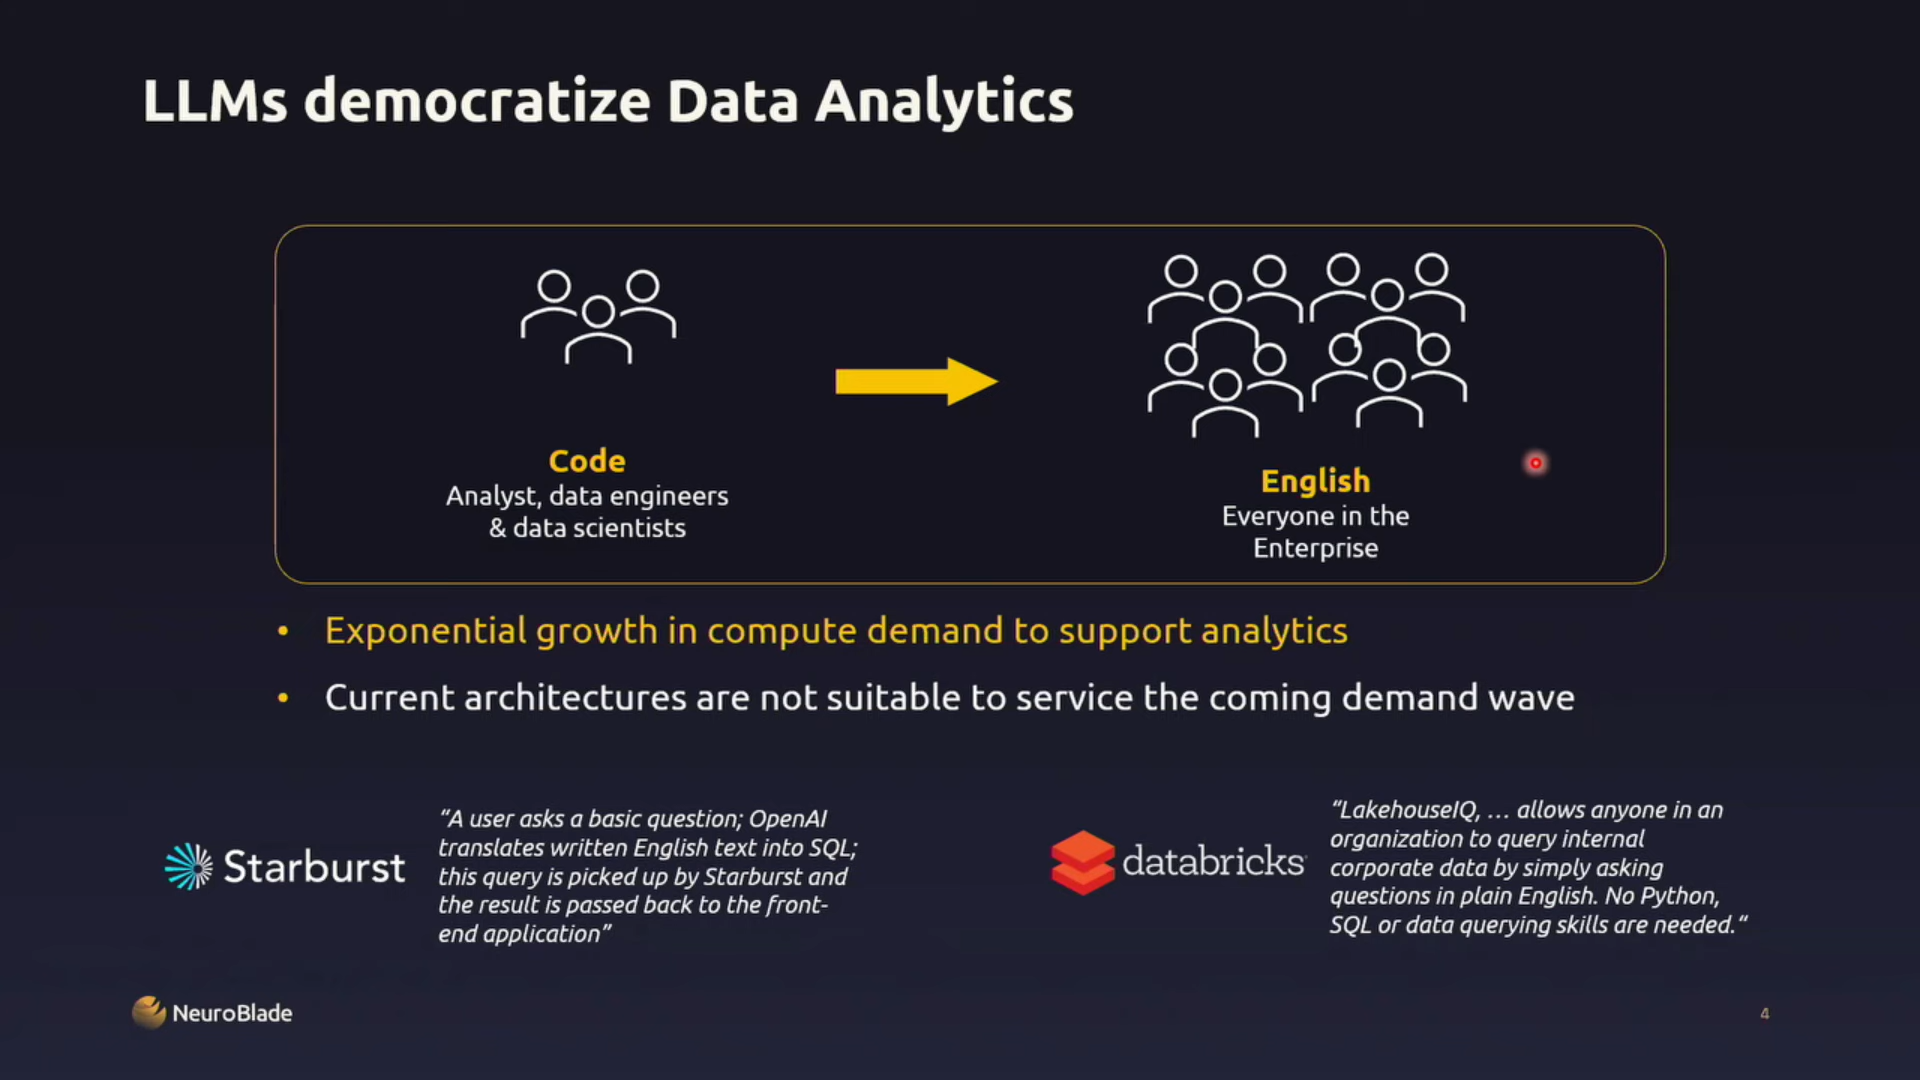 LLMs democratize Data Analytics
Code
Analyst, data engineers
& data scientists
English
Everyone in the
Enterprise
• Exponential growth in compute demand to support analytics
• Current architectures are not suitable to service the coming demand wave
Starburst
“A user asks a basic question; OpenAI
translates written English text into SQL;
this query is picked up by Starburst and
the result is passed back to the front-
end application”
databricks
“LakehouseIQ, … allows anyone in an
organization to query internal
corporate data by simply asking
questions in plain English. No Python,
SQL or data querying skills are needed.“
NeuroBlade
4